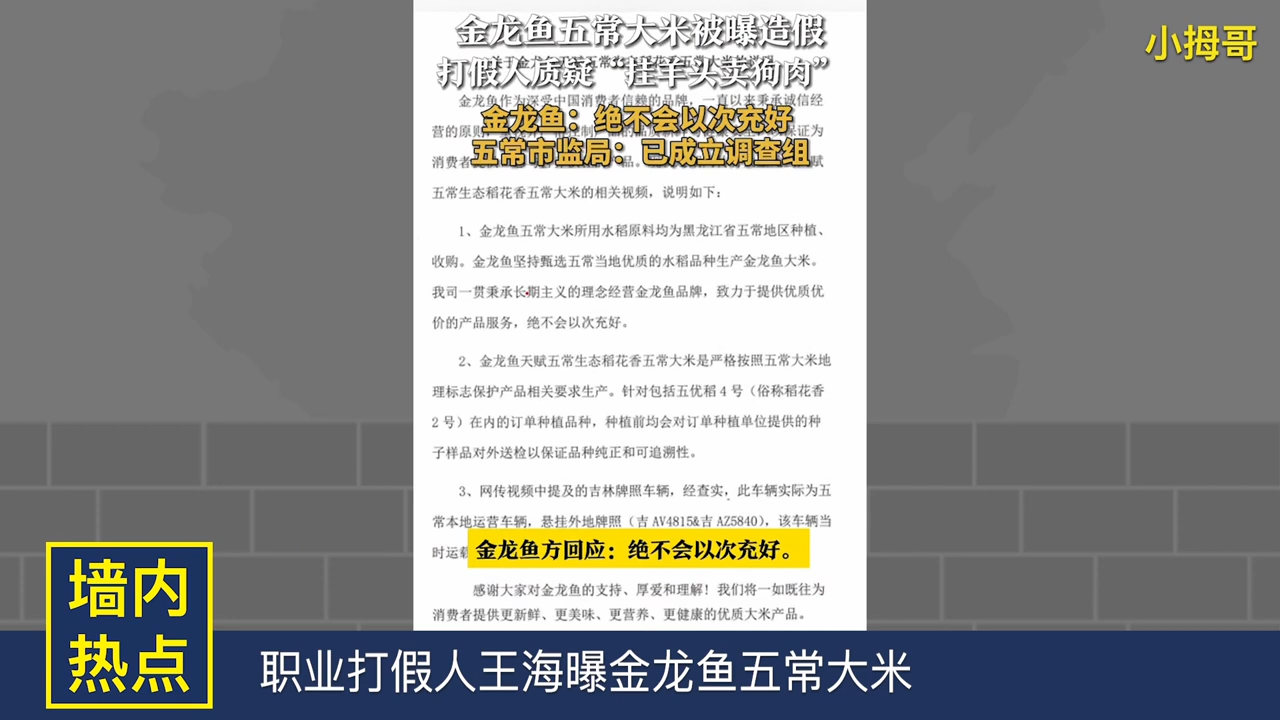 金龙鱼五常大米被曝造假
打假人质疑“挂羊头卖狗肉”
小拇哥
金龙鱼作为深受中国消费者信赖的品牌，一直以来秉承诚信经
金龙鱼：绝不会以次充好
营的原则
保证为
五常市监局：已成立调查组
消费者
品。
赋
五常生态稻花香五常大米的相关视频，说明如下：
1、金龙鱼五常大米所用水稻原料均为黑龙江省五常地区种植、
收购。金龙鱼坚持甄选五常当地优质的水稻品种生产金龙鱼大米。
我司一贯秉承长期主义的理念经营金龙鱼品牌，致力于提供优质优
价的产品服务，绝不会以次充好。
2、金龙鱼天赋五常生态稻花香五常大米是严格按照五常大米地
理标志保护产品相关要求生产。针对包括五优稻 4 号（俗称稻花香
2 号）在内的订单种植品种，种植前均会对订单种植单位提供的种
子样品对外送检以保证品种纯正和可追溯性。
3、网传视频中提及的吉林牌照车辆，经查实，此车辆实际为五
常本地运营车辆，悬挂外地牌照（吉 AV4815&吉 AZ5840），该车辆当
时运载
金龙鱼方回应：绝不会以次充好。
感谢大家对金龙鱼的支持、厚爱和理解！我们将一如既往为
消费者提供更新鲜、更美味、更营养、更健康的优质大米产品。
墙内
热点
职业打假人王海曝金龙鱼五常大米